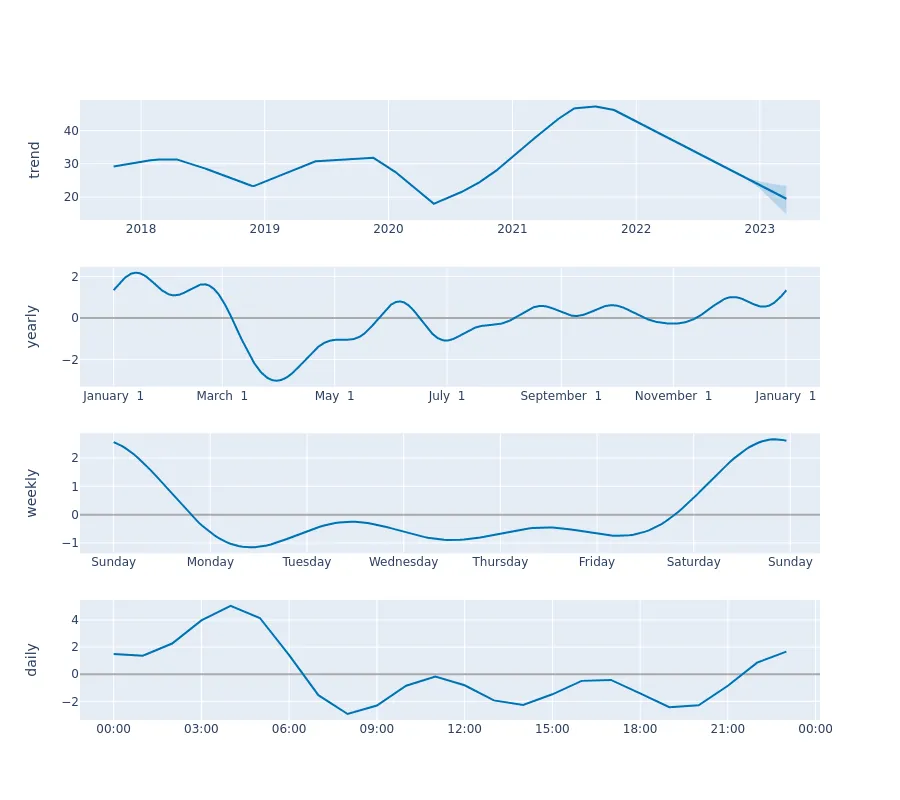 trend
40
30
20
2018 2019 2020 2021 2022 2023
yearly
2
0
−2
January 1 March 1 May 1 July 1 September 1 November 1 January 1
weekly
2
1
0
−1
Sunday Monday Tuesday Wednesday Thursday Friday Saturday Sunday
daily
4
2
0
−2
00:00 03:00 06:00 09:00 12:00 15:00 18:00 21:00 00:00